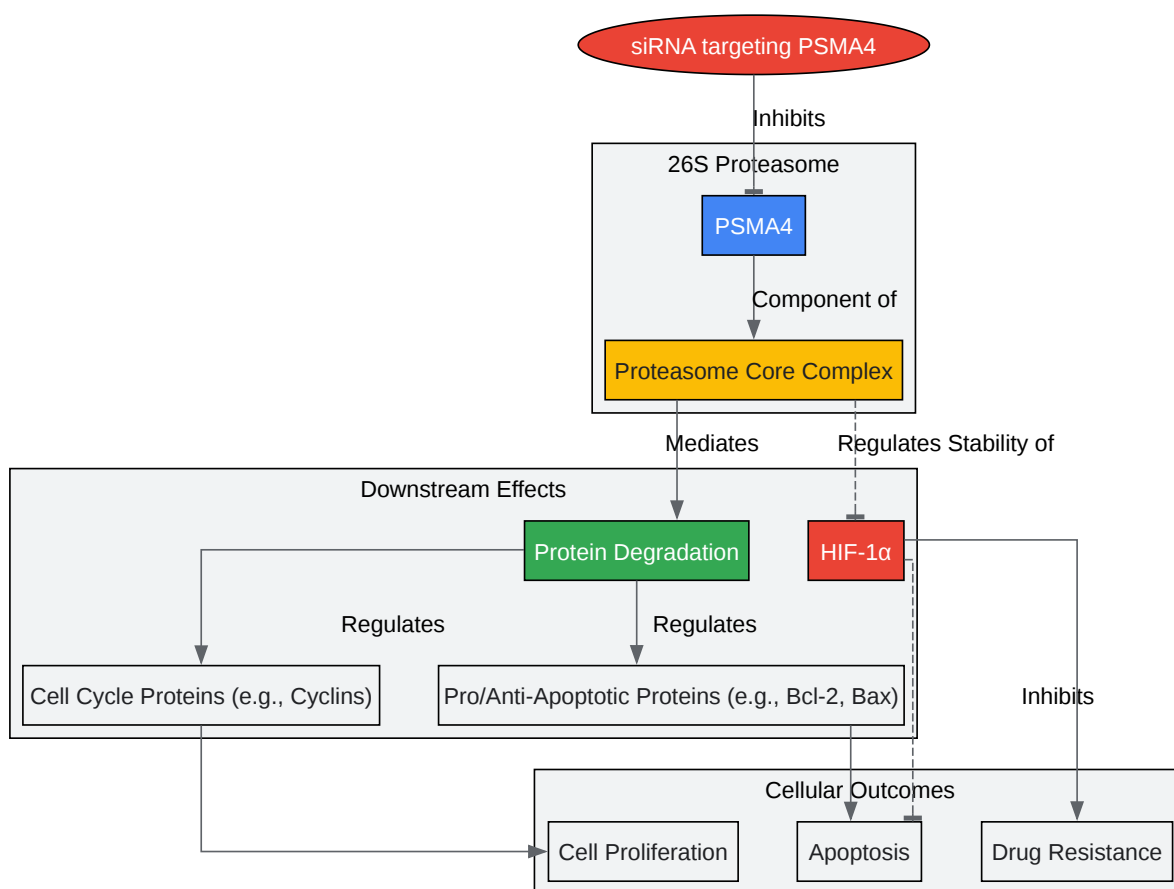 siRNA targeting PSMA4
Inhibits
26S Proteasome
PSMA4
Component of
Proteasome Core Complex
Mediates
Regulates Stability of
Downstream Effects
Protein Degradation
HIF-1α
Regulates
Regulates
Cell Cycle Proteins (e.g., Cyclins)
Pro/Anti-Apoptotic Proteins (e.g., Bcl-2, Bax)
Inhibits
Cellular Outcomes
Cell Proliferation
Apoptosis
Drug Resistance